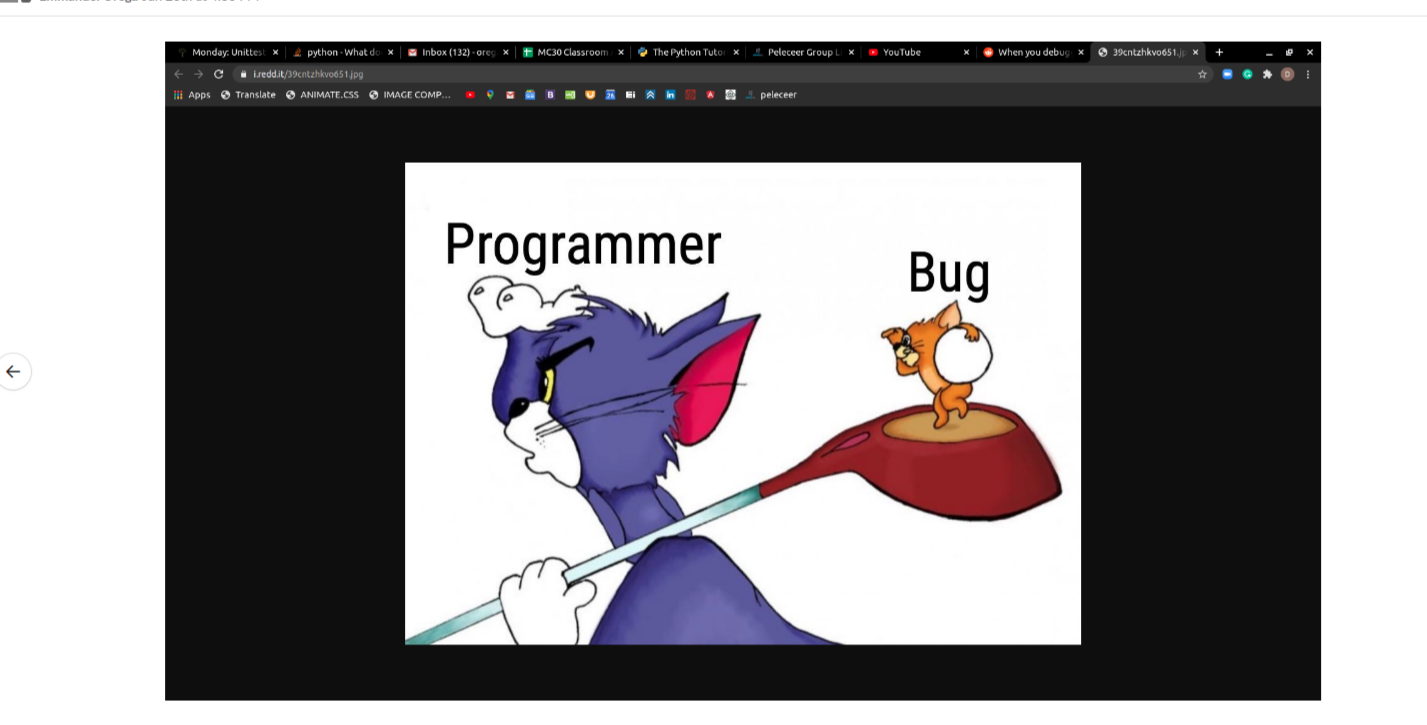 Monday: Unittest
python - What do
Inbox (132) - oreg
MC30 Classroom
The Python Tutor
Peleceer Group L
YouTube
When you debug
39cntzhkvo651.jp
i.redd.it/39cntzhkvo651.jpg
Apps
Translate
ANIMATE.CSS
IMAGE COMP...
peleceer
Programmer
Bug